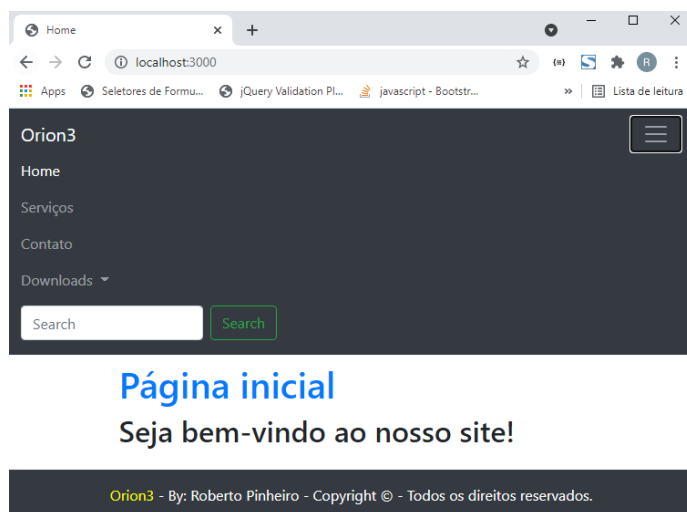 Home
localhost:3000
R
Apps Seletores de Formu... jQuery Validation Pl... javascript - Bootstr... » Lista de leitura
Orion3
Home
Serviços
Contato
Downloads
Search Search
Página inicial
Seja bem-vindo ao nosso site!
Orion3 - By: Roberto Pinheiro - Copyright © - Todos os direitos reservados.